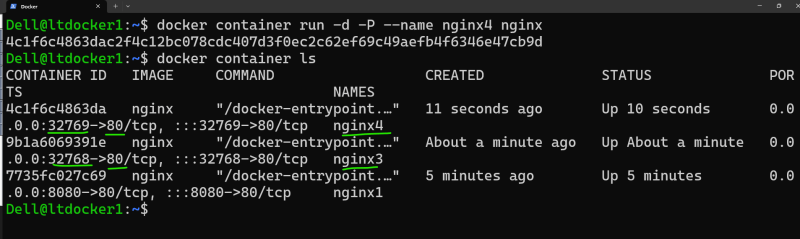 Docker
Dell@ltdocker1:~$ docker container run -d -P --name nginx4 nginx
4c1f6c4863dac2f4c12bc078cdc407d3f0ec2c62ef69c49aefb4f6346e47cb9d
Dell@ltdocker1:~$ docker container ls
CONTAINER ID   IMAGE     COMMAND                  CREATED              STATUS              POR
TS                                     NAMES
4c1f6c4863da   nginx     "/docker-entrypoint.…"   11 seconds ago       Up 10 seconds       0.0
.0.0:32769->80/tcp, :::32769->80/tcp   nginx4
9b1a6069391e   nginx     "/docker-entrypoint.…"   About a minute ago   Up About a minute   0.0
.0.0:32768->80/tcp, :::32768->80/tcp   nginx3
7735fc027c69   nginx     "/docker-entrypoint.…"   5 minutes ago        Up 5 minutes        0.0
.0.0:8080->80/tcp, :::8080->80/tcp     nginx1
Dell@ltdocker1:~$